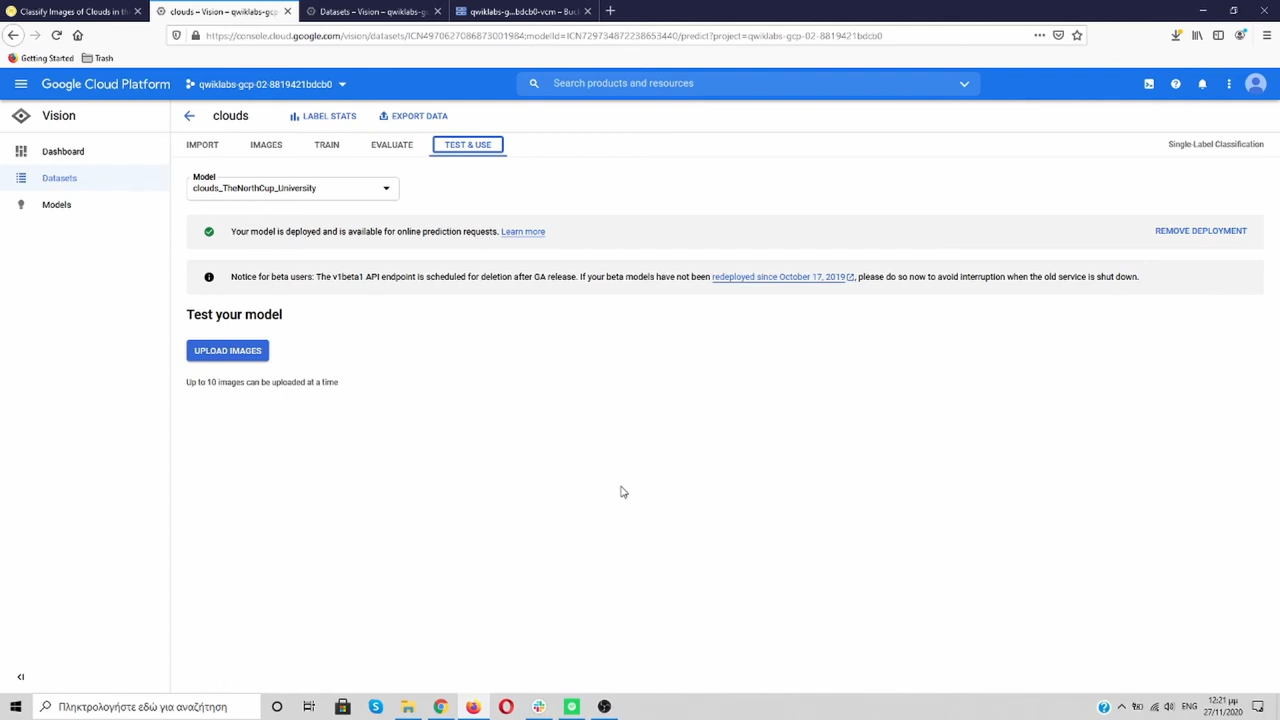 Classify Images of Clouds in th
clouds – Vision – qwiklabs-gcp-
Datasets – Vision – qwiklabs-gc
qwiklabs-g...bdcb0-vcm – Buc
https://console.cloud.google.com/vision/datasets/ICN4970627086873001984;modelId=ICN729734872238653440/predict?project=qwiklabs-gcp-02-8819421bdcb0
Getting Started
Trash
Google Cloud Platform
qwiklabs-gcp-02-8819421bdcb0
Search products and resources
Vision
clouds
LABEL STATS
EXPORT DATA
Dashboard
Datasets
Models
IMPORT
IMAGES
TRAIN
EVALUATE
TEST & USE
Single-Label Classification
Model
clouds_TheNorthCup_University
Your model is deployed and is available for online prediction requests. Learn more
REMOVE DEPLOYMENT
Notice for beta users: The v1beta1 API endpoint is scheduled for deletion after GA release. If your beta models have not been redeployed since October 17, 2019, please do so now to avoid interruption when the old service is shut down.
Test your model
UPLOAD IMAGES
Up to 10 images can be uploaded at a time
Πληκτρολογήστε εδώ για αναζήτηση
ENG
12:21 μμ
27/11/2020